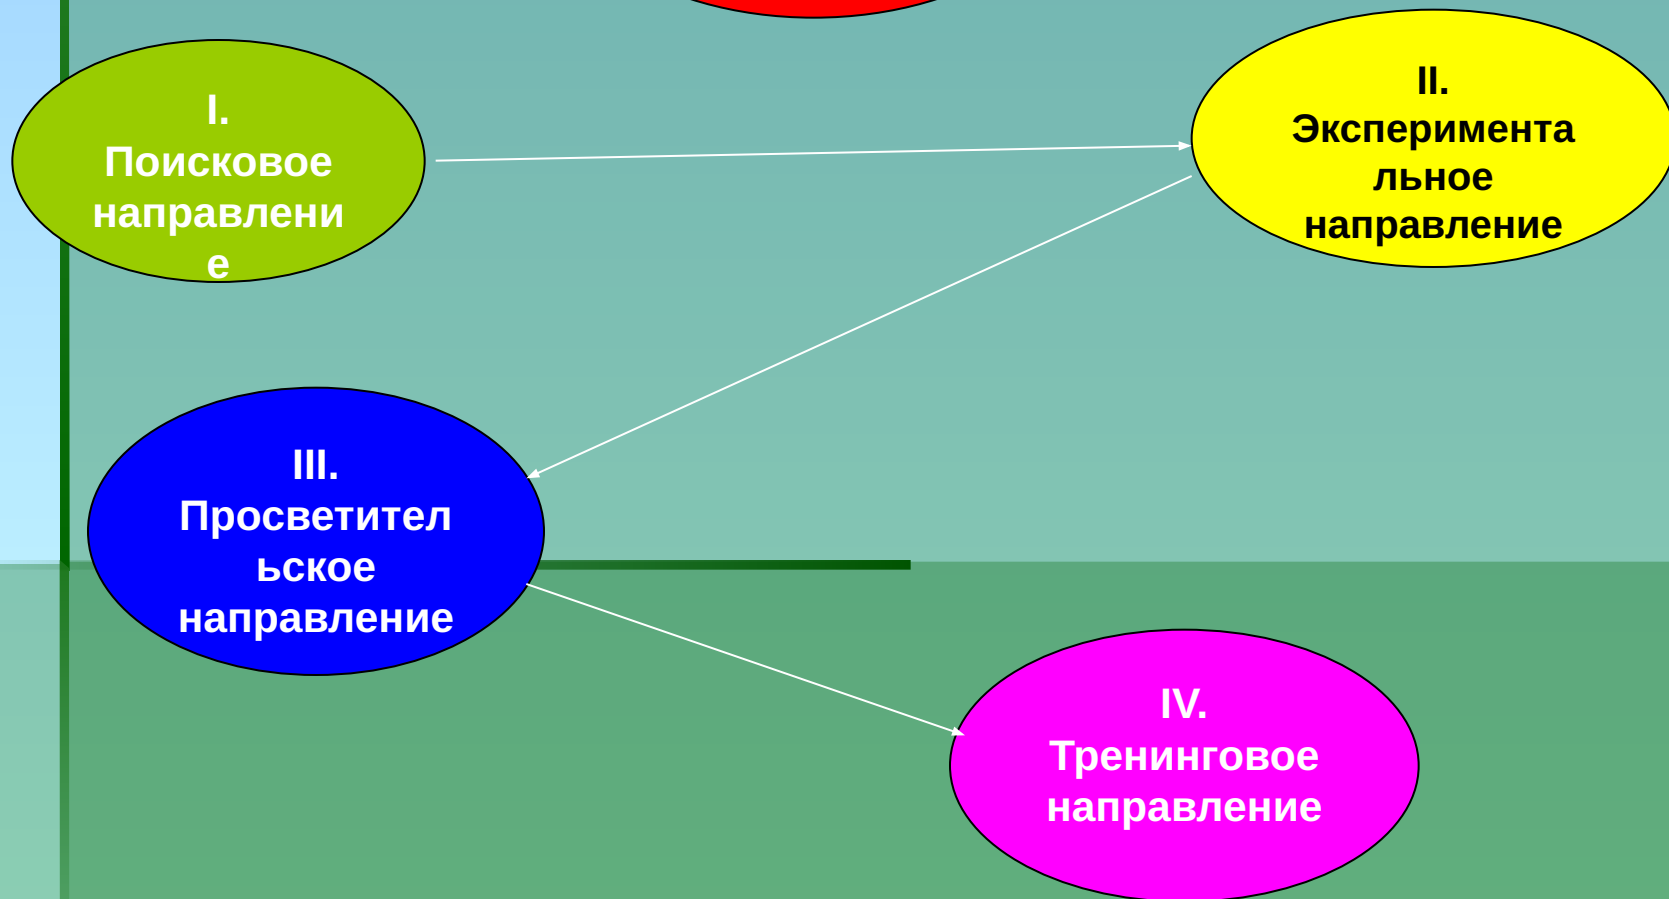 I.
Поисковое
направлени
е
II.
Эксперимента
льное
направление
III.
Просветител
ьское
направление
IV.
Тренинговое
направление